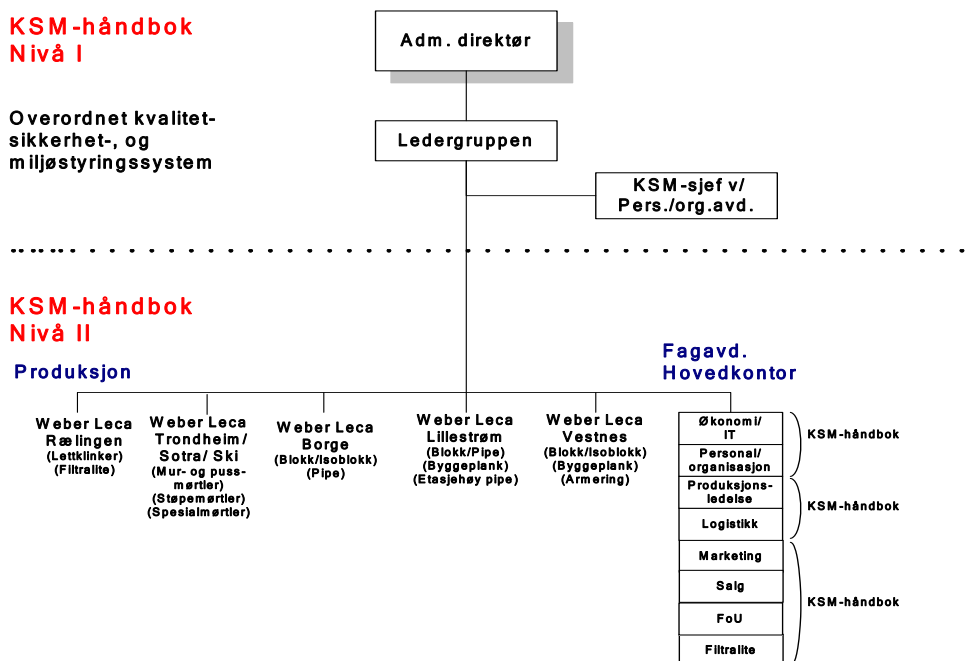 KSM-håndbok
Nivå I
Adm. direktør
Overordnet kvalitet-
sikkerhet-, og
miljøstyringssystem
Ledergruppen
KSM-sjef v/
Pers./org.avd.
KSM-håndbok
Nivå II
Produksjon
Fagavd.
Hovedkontor
Weber Leca
Rælingen
(Lettklinker)
(Filtralite)
Weber Leca
Trondheim/
Sotra/ Ski
(Mur- og puss-
mørtler)
(Støpemørtler)
(Spesialmørtler)
Weber Leca
Borge
(Blokk/Isoblokk)
(Pipe)
Weber Leca
Lillestrøm
(Blokk/Pipe)
(Byggeplank)
(Etasjehøy pipe)
Weber Leca
Vestnes
(Blokk/Isoblokk)
(Byggeplank)
(Armering)
Økonomi/
IT
Personal/
organisasjon
KSM-håndbok
Produksjons-
ledelse
Logistikk
KSM-håndbok
Marketing
Salg
FoU
Filtralite
KSM-håndbok